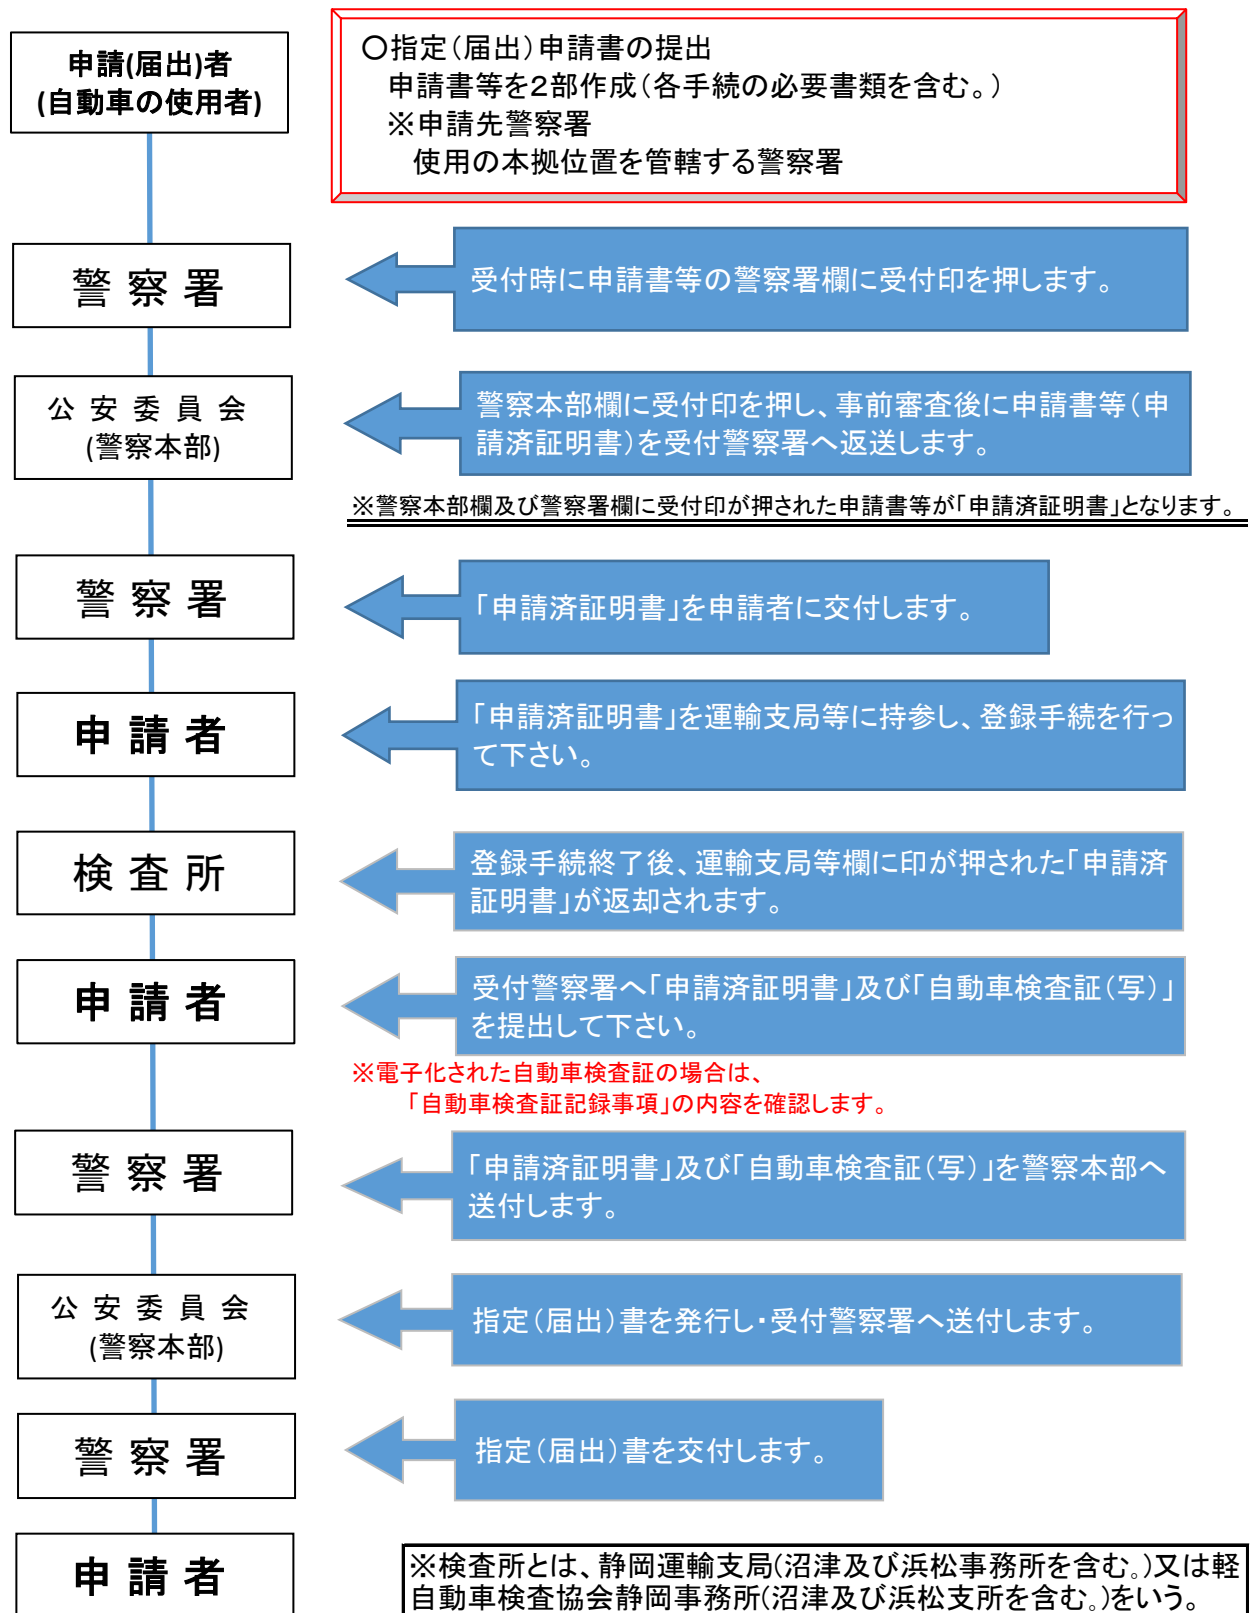 申請(届出)者
(自動車の使用者)
〇指定(届出)申請書の提出
申請書等を2部作成(各手続の必要書類を含む。)
※申請先警察署
使用の本拠位置を管轄する警察署
警察署
受付時に申請書等の警察署欄に受付印を押します。
公安委員会
(警察本部)
警察本部欄に受付印を押し、事前審査後に申請書等(申
請済証明書)を受付警察署へ返送します。
※警察本部欄及び警察署欄に受付印が押された申請書等が「申請済証明書」となります。
警察署
「申請済証明書」を申請者に交付します。
申請者
「申請済証明書」を運輸支局等に持参し、登録手続を行っ
て下さい。
検査所
登録手続終了後、運輸支局等欄に印が押された「申請済
証明書」が返却されます。
申請者
受付警察署へ「申請済証明書」及び「自動車検査証(写)」
を提出して下さい。
※電子化された自動車検査証の場合は、
「自動車検査証記録事項」の内容を確認します。
警察署
「申請済証明書」及び「自動車検査証(写)」を警察本部へ
送付します。
公安委員会
(警察本部)
指定(届出)書を発行し・受付警察署へ送付します。
警察署
指定(届出)書を交付します。
申請者
※検査所とは、静岡運輸支局(沼津及び浜松事務所を含む。)又は軽
自動車検査協会静岡事務所(沼津及び浜松支所を含む。)をいう。